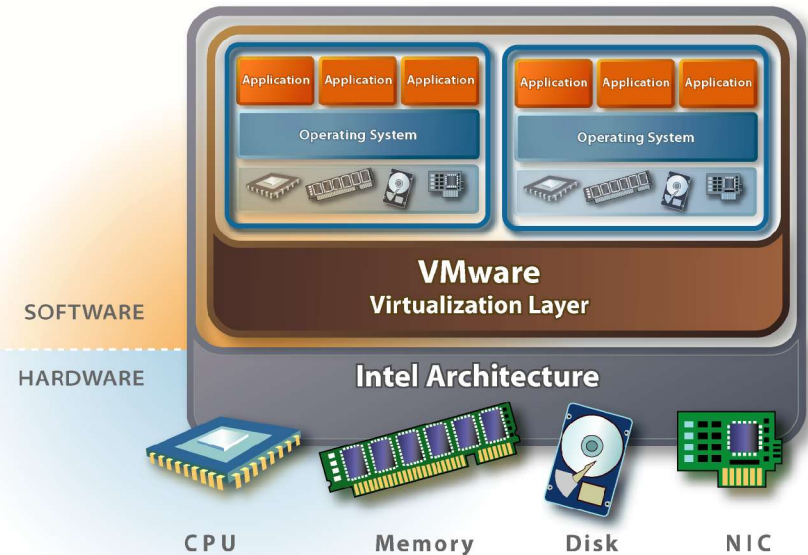 Application Application Application
Application Application Application
Operating System
Operating System
VMware
Virtualization Layer
SOFTWARE
HARDWARE
Intel Architecture
CPU Memory Disk NIC